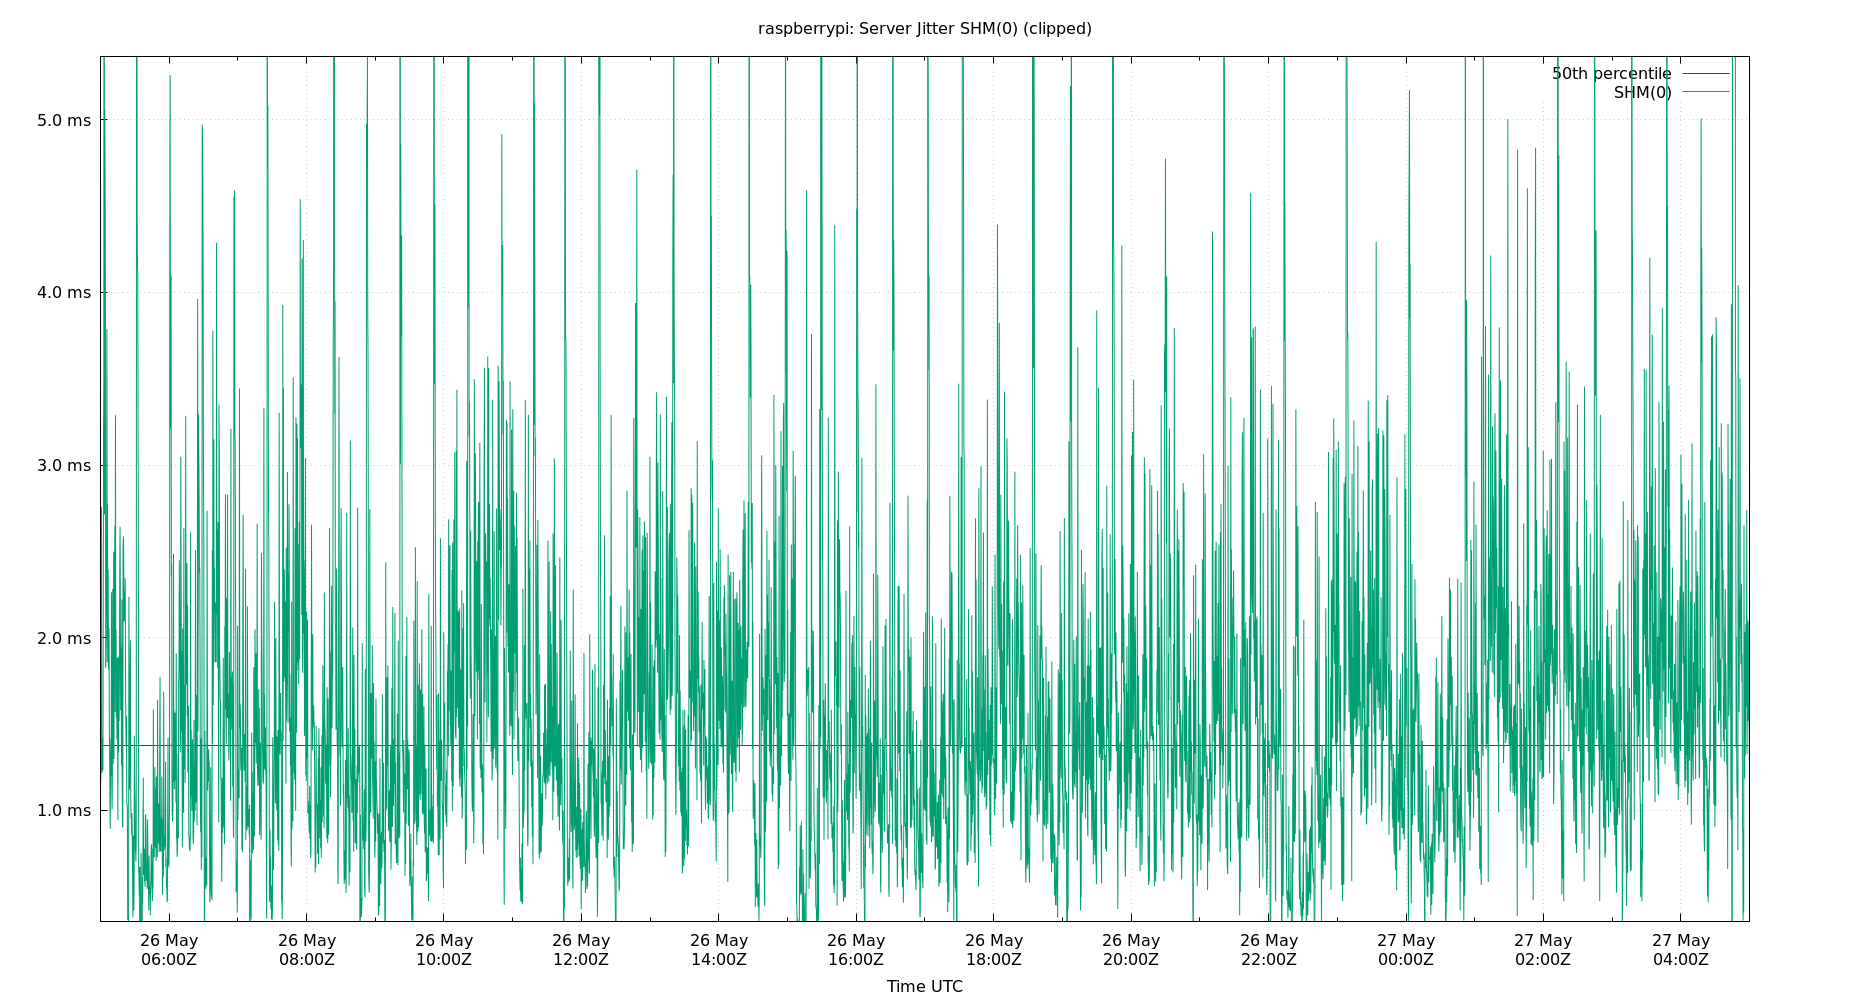 raspberrypi: Server Jitter SHM(0) (clipped)
50th percentile
SHM(0)
5.0 ms
4.0 ms
3.0 ms
2.0 ms
1.0 ms
26 May 26 May 26 May 26 May 26 May 26 May 26 May 26 May 26 May 27 May 27 May 27 May
06:00Z 08:00Z 10:00Z 12:00Z 14:00Z 16:00Z 18:00Z 20:00Z 22:00Z 00:00Z 02:00Z 04:00Z
Time UTC